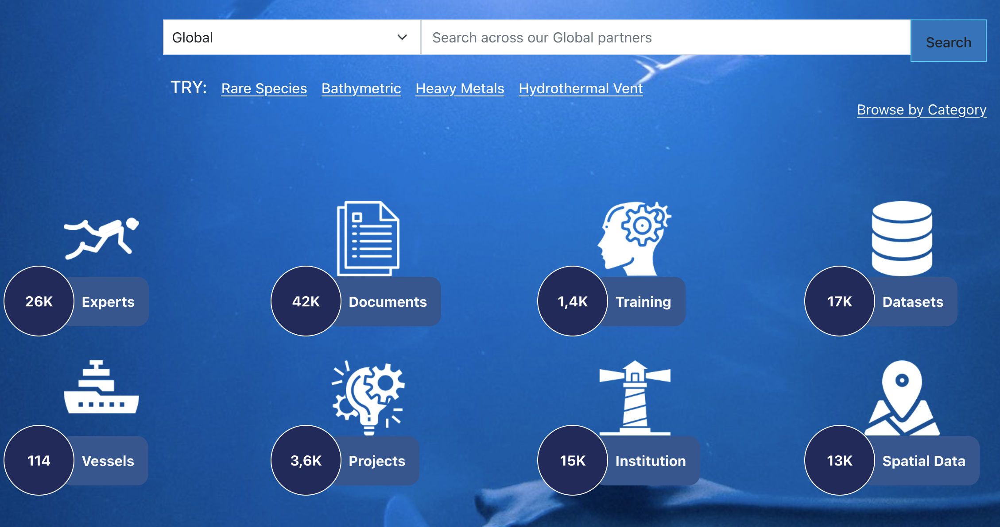 Global
Search across our Global partners
Search
TRY: Rare Species Bathymetric Heavy Metals Hydrothermal Vent
Browse by Category
26K Experts
42K Documents
1,4K Training
17K Datasets
114 Vessels
3,6K Projects
15K Institution
13K Spatial Data